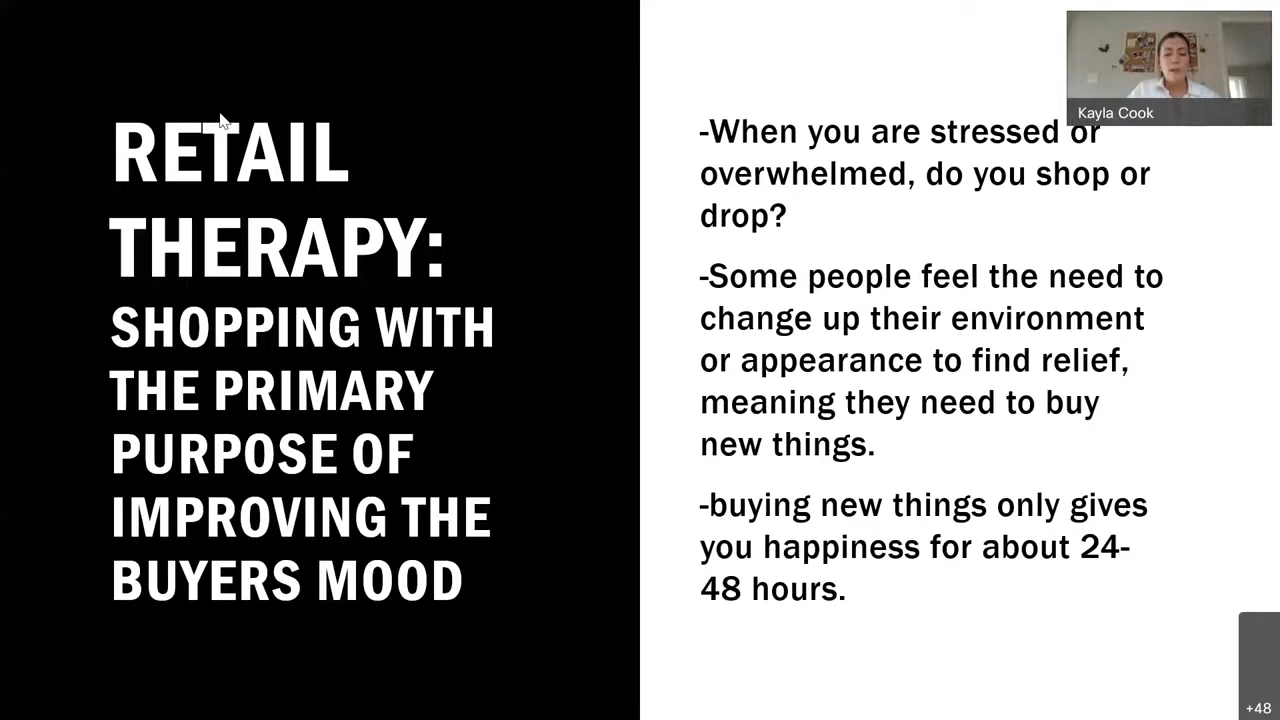 RETAIL
THERAPY:
SHOPPING WITH
THE PRIMARY
PURPOSE OF
IMPROVING THE
BUYERS MOOD
Kayla Cook
-When you are stressed or
overwhelmed, do you shop or
drop?
-Some people feel the need to
change up their environment
or appearance to find relief,
meaning they need to buy
new things.
-buying new things only gives
you happiness for about 24-
48 hours.
+48